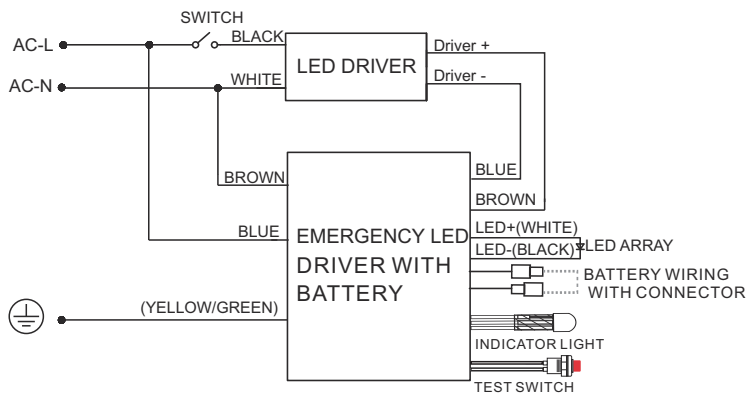 SWITCH
AC-L
BLACK
LED DRIVER
Driver +
AC-N
WHITE
Driver -
BROWN
BLUE
BROWN
BLUE
EMERGENCY LED
DRIVER WITH
BATTERY
LED+(WHITE)
LED-(BLACK)
LED ARRAY
BATTERY WIRING
WITH CONNECTOR
(YELLOW/GREEN)
INDICATOR LIGHT
TEST SWITCH